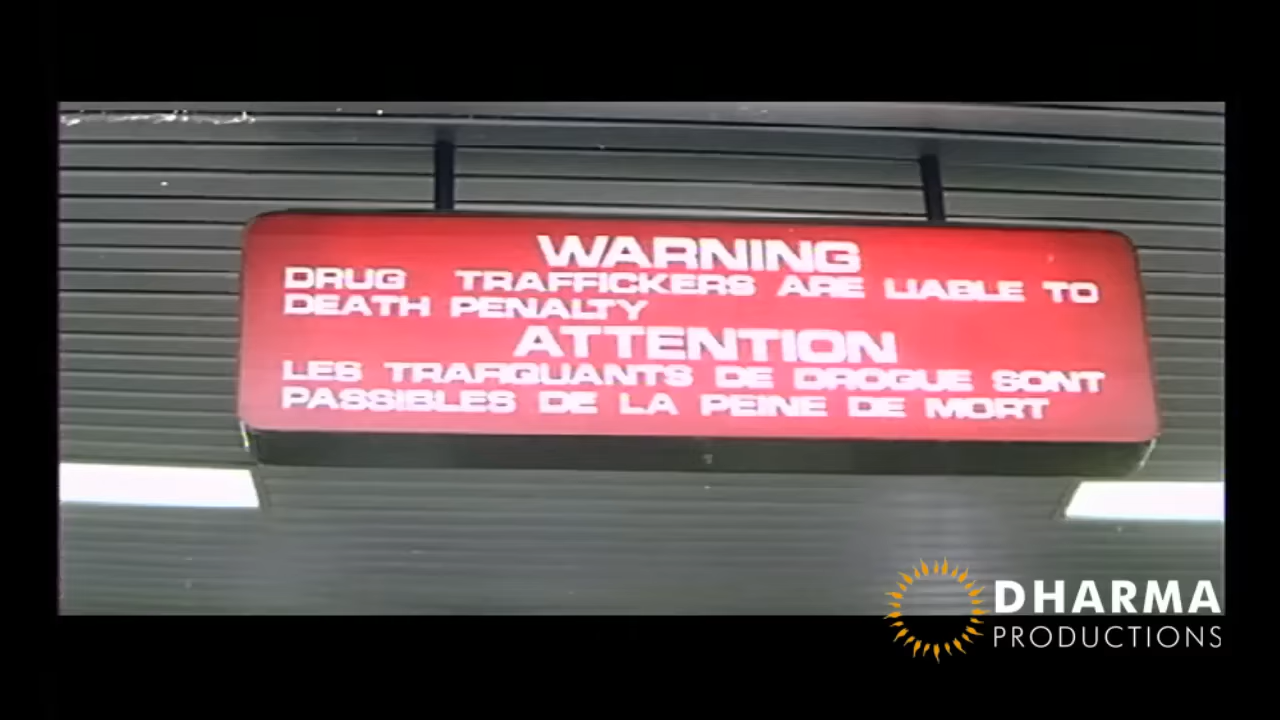 WARNING
DRUG TRAFFICKERS ARE LIABLE TO
DEATH PENALTY
ATTENTION
LES TRAFIQUANTS DE DROGUE SONT
PASSIBLES DE LA PEINE DE MORT
DHARMA
PRODUCTIONS